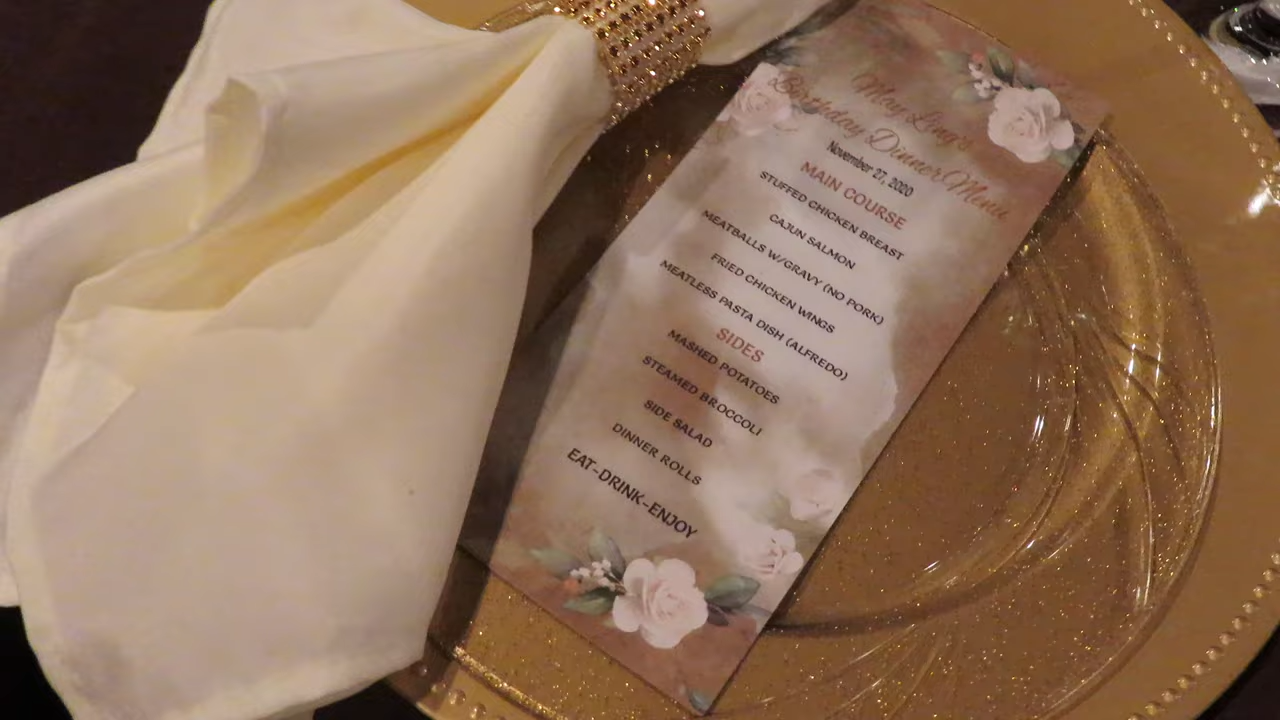 May Ling's
Birthday Dinner Menu
November 27, 2020
MAIN COURSE
STUFFED CHICKEN BREAST
CAJUN SALMON
MEATBALLS W/GRAVY (NO PORK)
FRIED CHICKEN WINGS
MEATLESS PASTA DISH (ALFREDO)
SIDES
MASHED POTATOES
STEAMED BROCCOLI
SIDE SALAD
DINNER ROLLS
EAT-DRINK-ENJOY